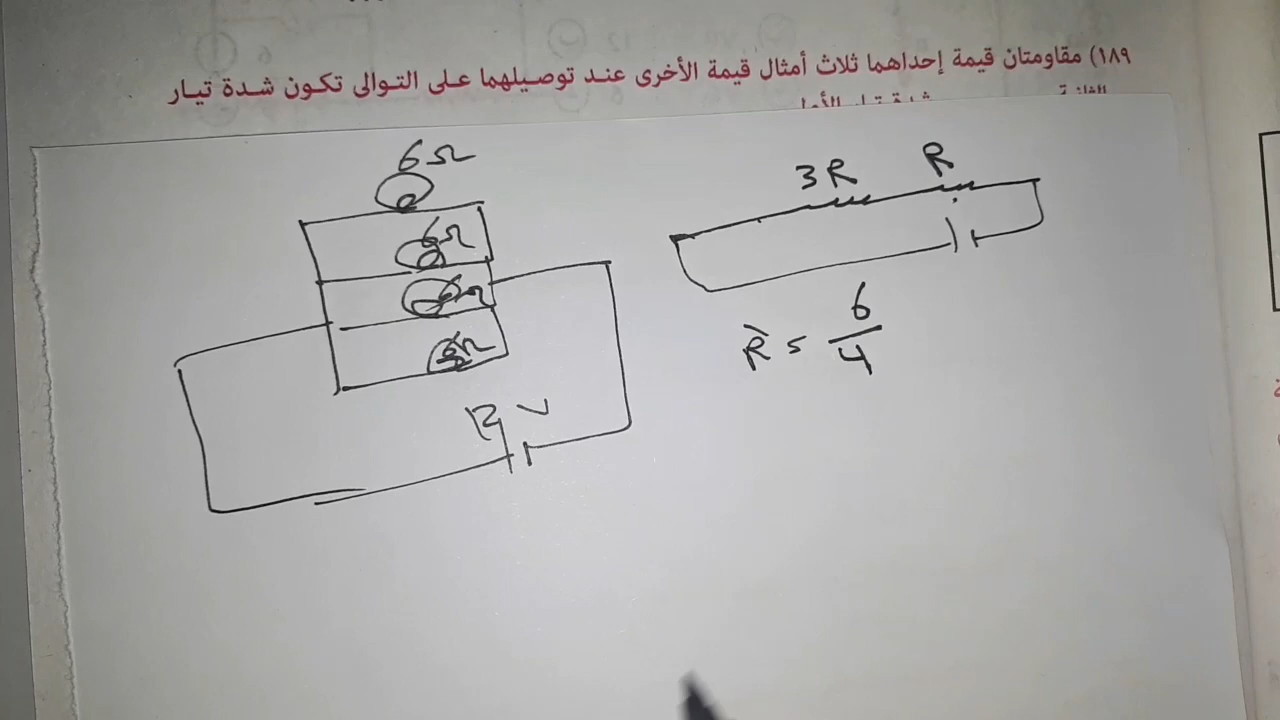 ١٨٩) مقاومتان قيمة إحداهما ثلاث أمثال قيمة الأخرى عند توصيلهما على التوالى تكون شدة تيار
6Ω
6Ω
6Ω
6Ω
12 V
3R R
R̄ = 6/4